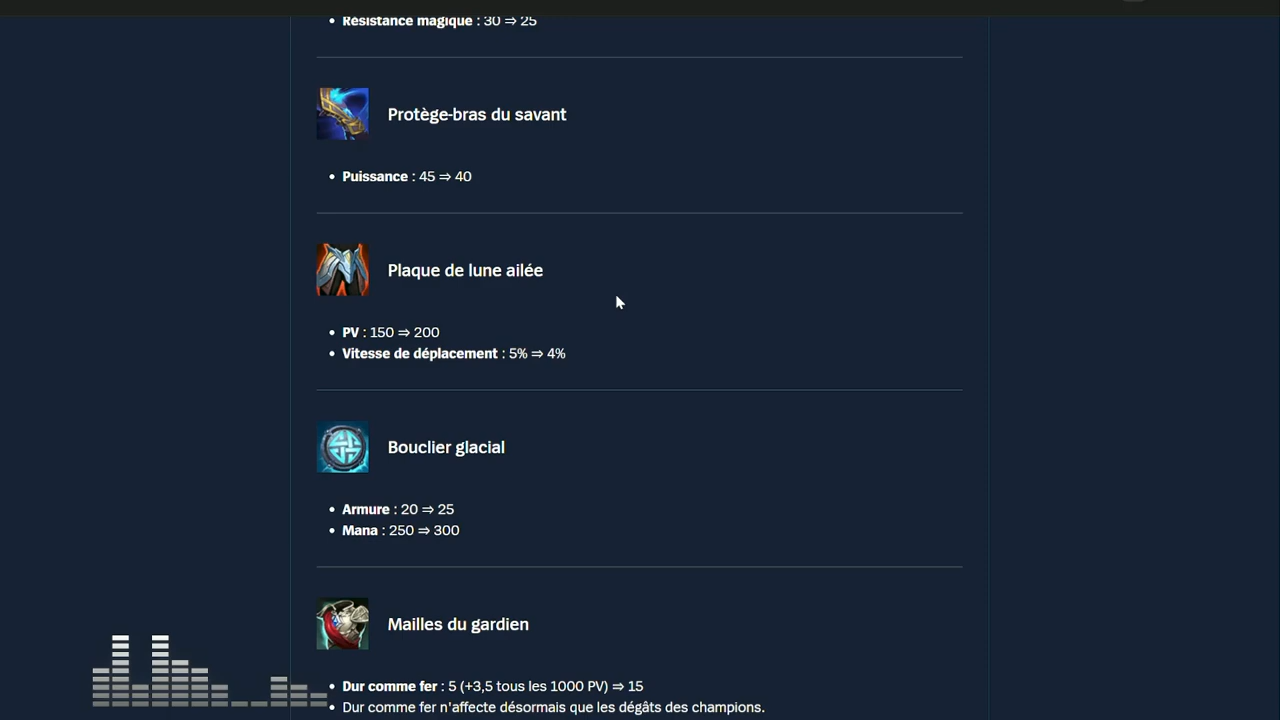 Résistance magique : 30 ⇒ 25
Protège-bras du savant
Puissance : 45 ⇒ 40
Plaque de lune ailée
PV : 150 ⇒ 200
Vitesse de déplacement : 5% ⇒ 4%
Bouclier glacial
Armure : 20 ⇒ 25
Mana : 250 ⇒ 300
Mailles du gardien
Dur comme fer : 5 (+3,5 tous les 1000 PV) ⇒ 15
Dur comme fer n'affecte désormais que les dégâts des champions.